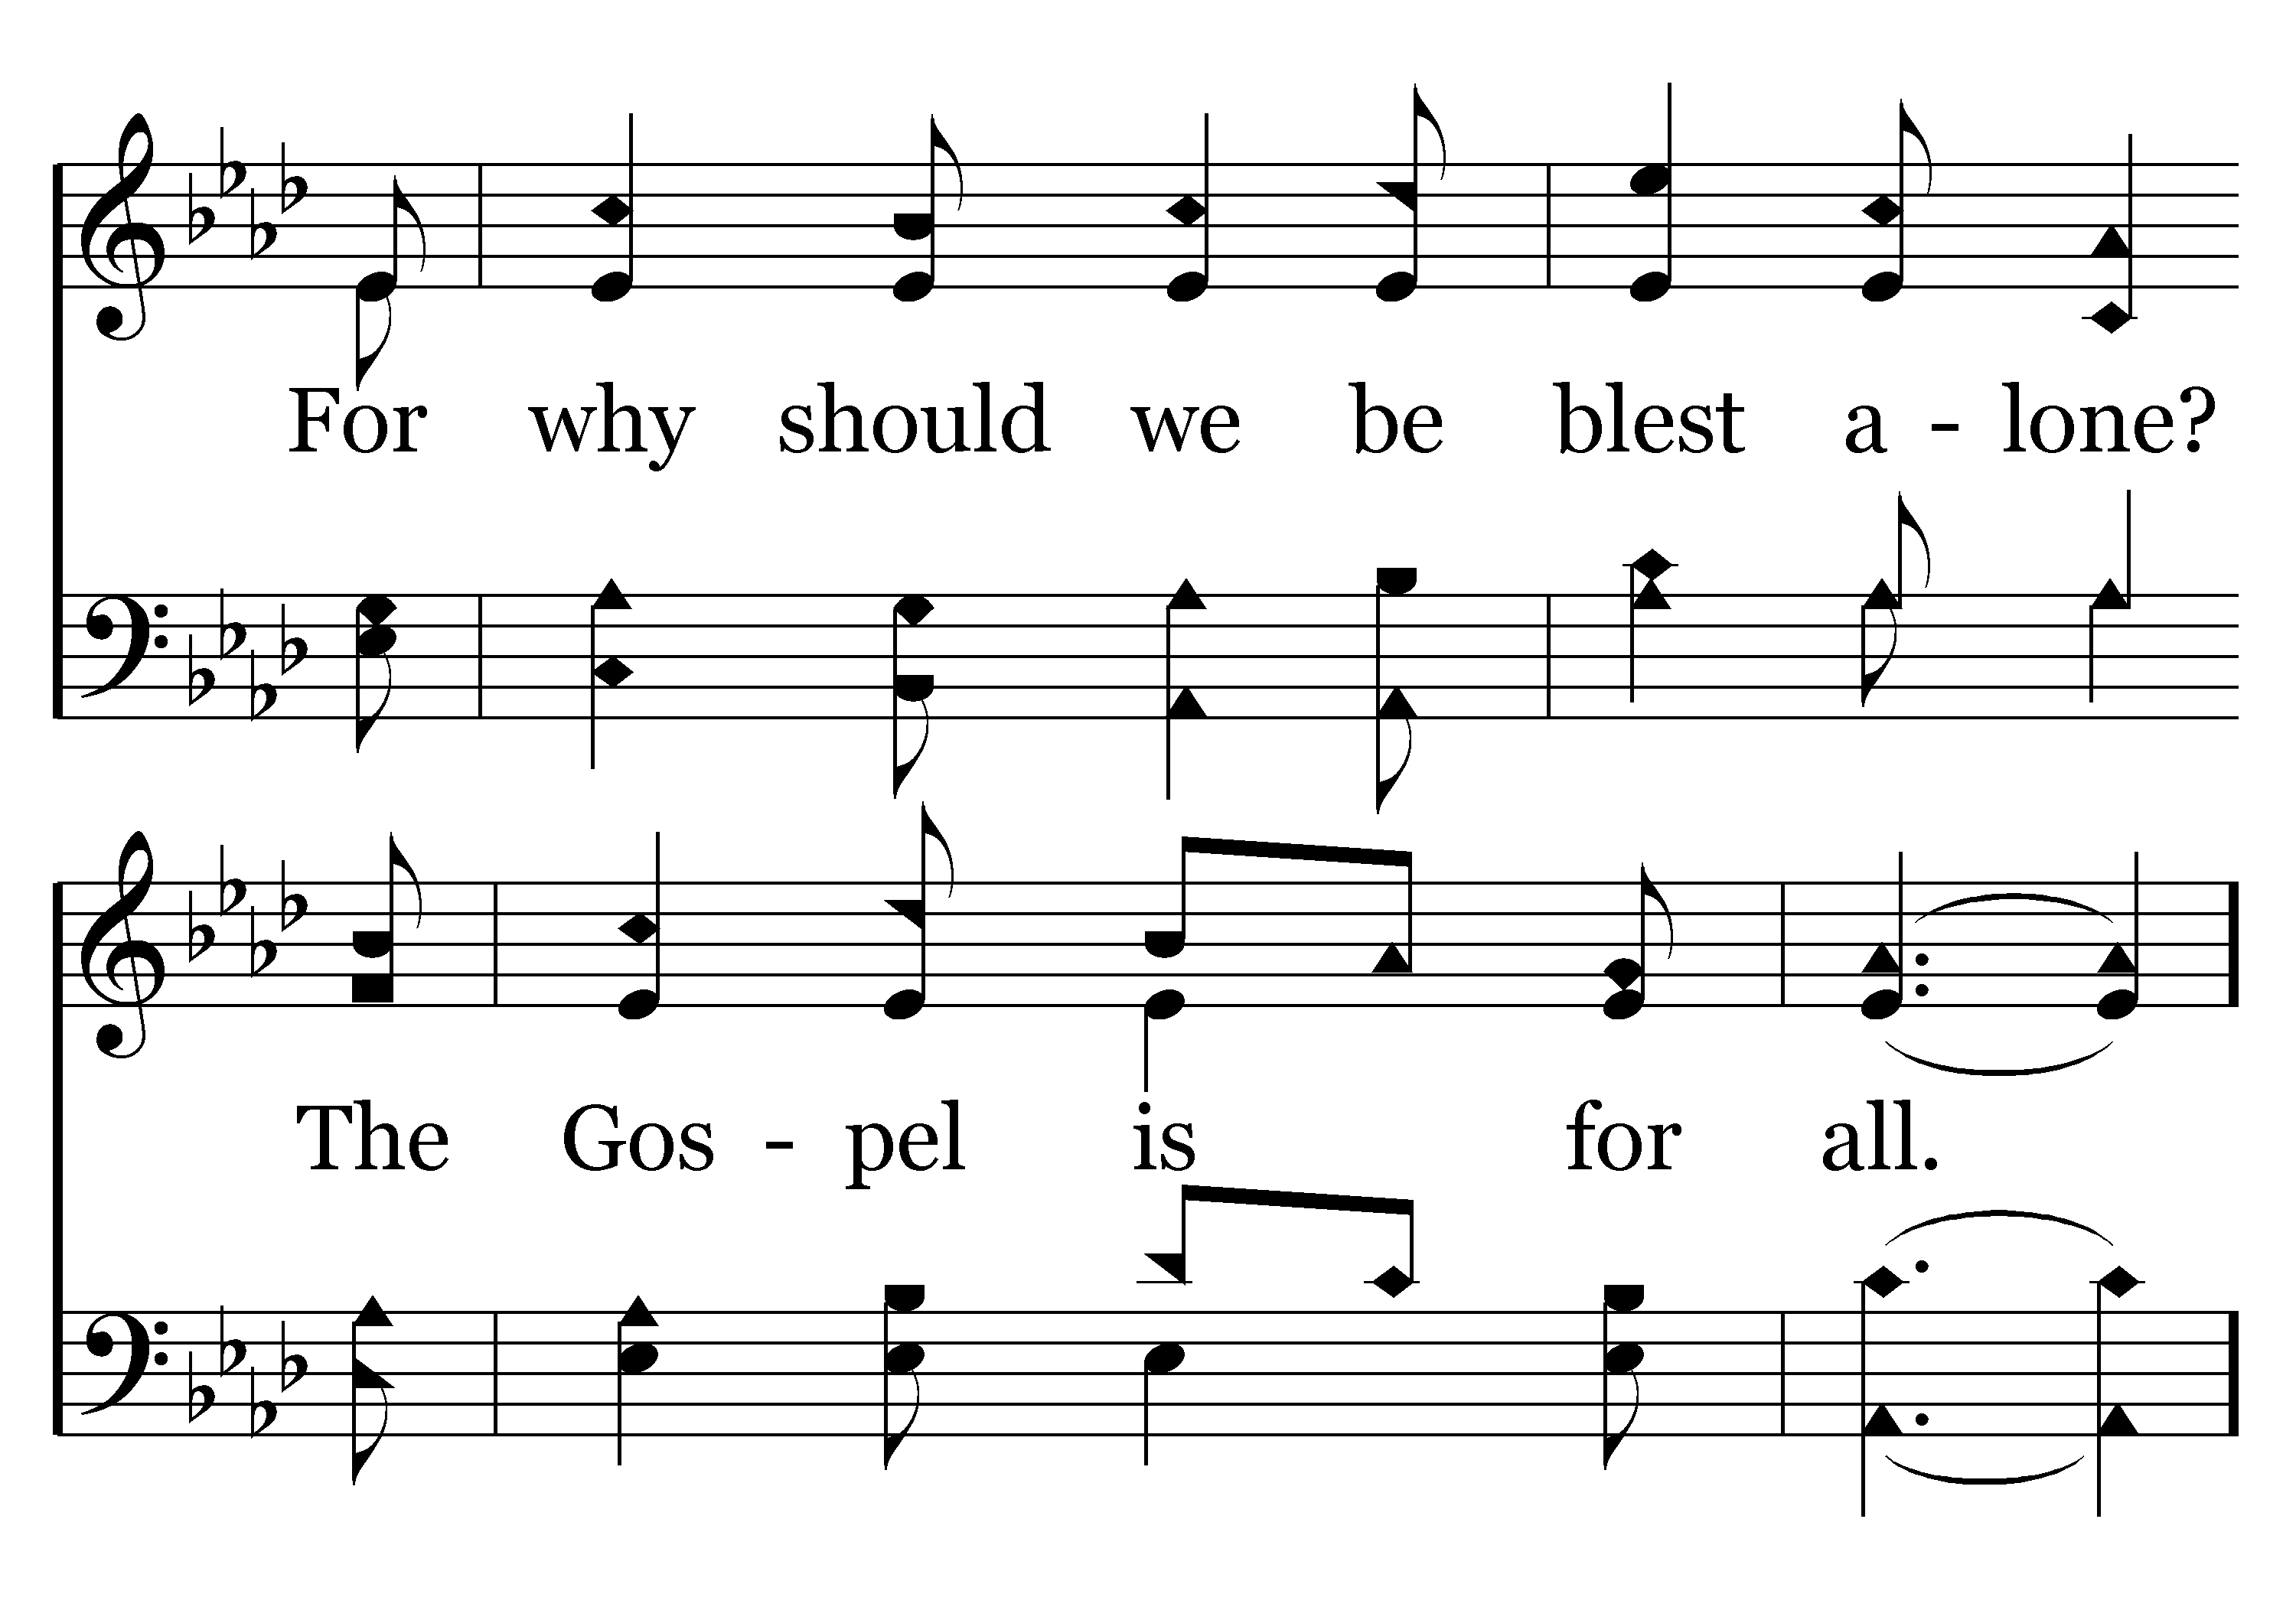 For why should we be blest a - lone?
The Gos - pel is for all.